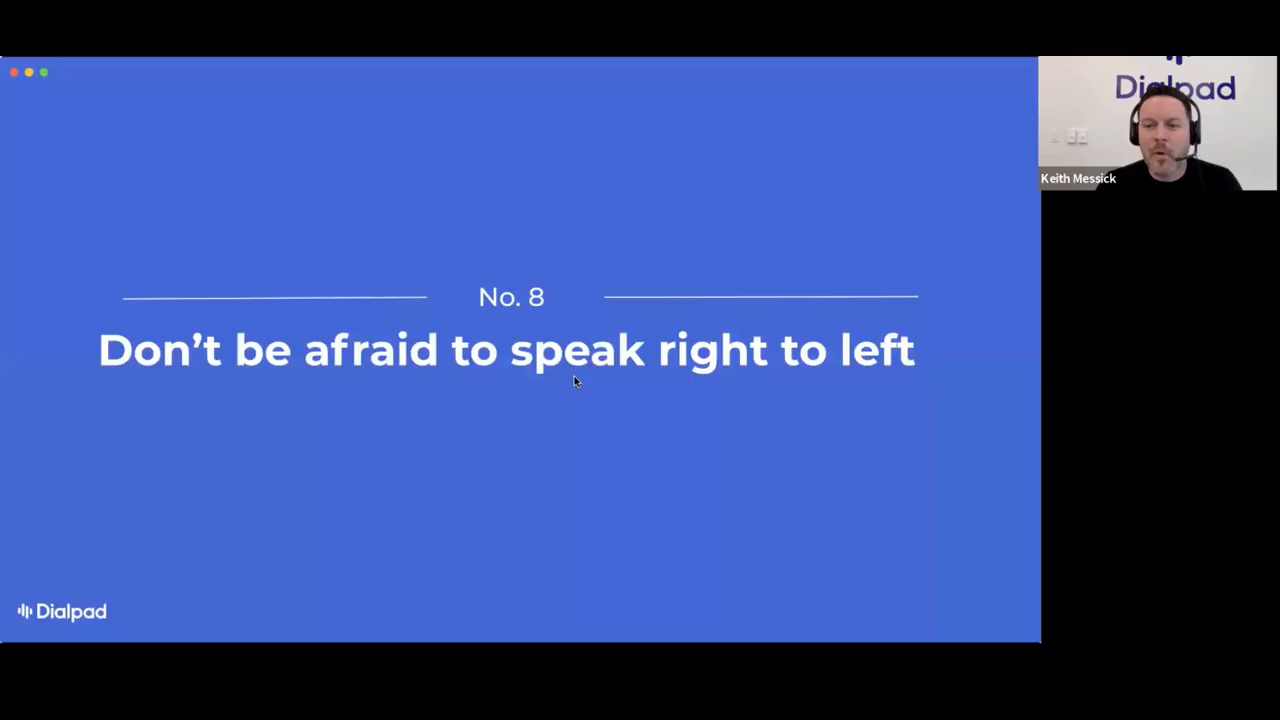 No. 8
Don't be afraid to speak right to left
Dialpad
Dialpad
Keith Messick